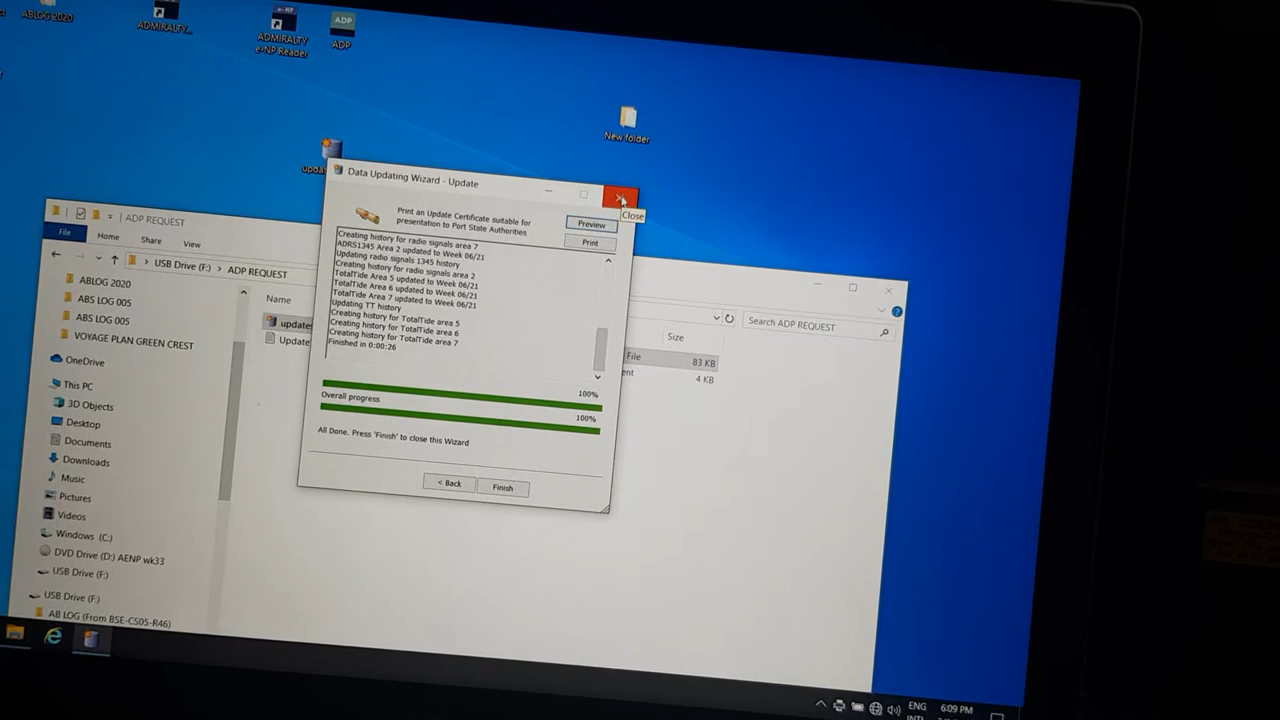 ABLOG 2020
ADMIRALTY...
e-NP
ADMIRALTY
e-NP Reader
ADP
ADP
New folder
Data Updating Wizard - Update
Close
Print an Update Certificate suitable for
presentation to Port State Authorities
Preview
Print
Creating history for radio signals area 7
ADRS1345 Area 2 updated to Week 06/21
Updating radio signals 1345 history
Creating history for radio signals area 2
TotalTide Area 5 updated to Week 06/21
TotalTide Area 6 updated to Week 06/21
TotalTide Area 7 updated to Week 06/21
Updating TT history
Creating history for TotalTide area 5
Creating history for TotalTide area 6
Creating history for TotalTide area 7
Finished in 0:00:26
100%
Overall progress
100%
All Done. Press 'Finish' to close this Wizard
< Back
Finish
ADP REQUEST
File
Home
Share
View
USB Drive (F:) > ADP REQUEST
Search ADP REQUEST
ABLOG 2020
ABS LOG 005
ABS LOG 005
VOYAGE PLAN GREEN CREST
OneDrive
This PC
3D Objects
Desktop
Documents
Downloads
Music
Pictures
Videos
Windows (C:)
DVD Drive (D:) AENP wk33
USB Drive (F:)
USB Drive (F:)
AB LOG (From BSE-CS05-R46)
Name
Size
update
File
83 KB
Update
ent
4 KB
ENG
INTL
6:09 PM